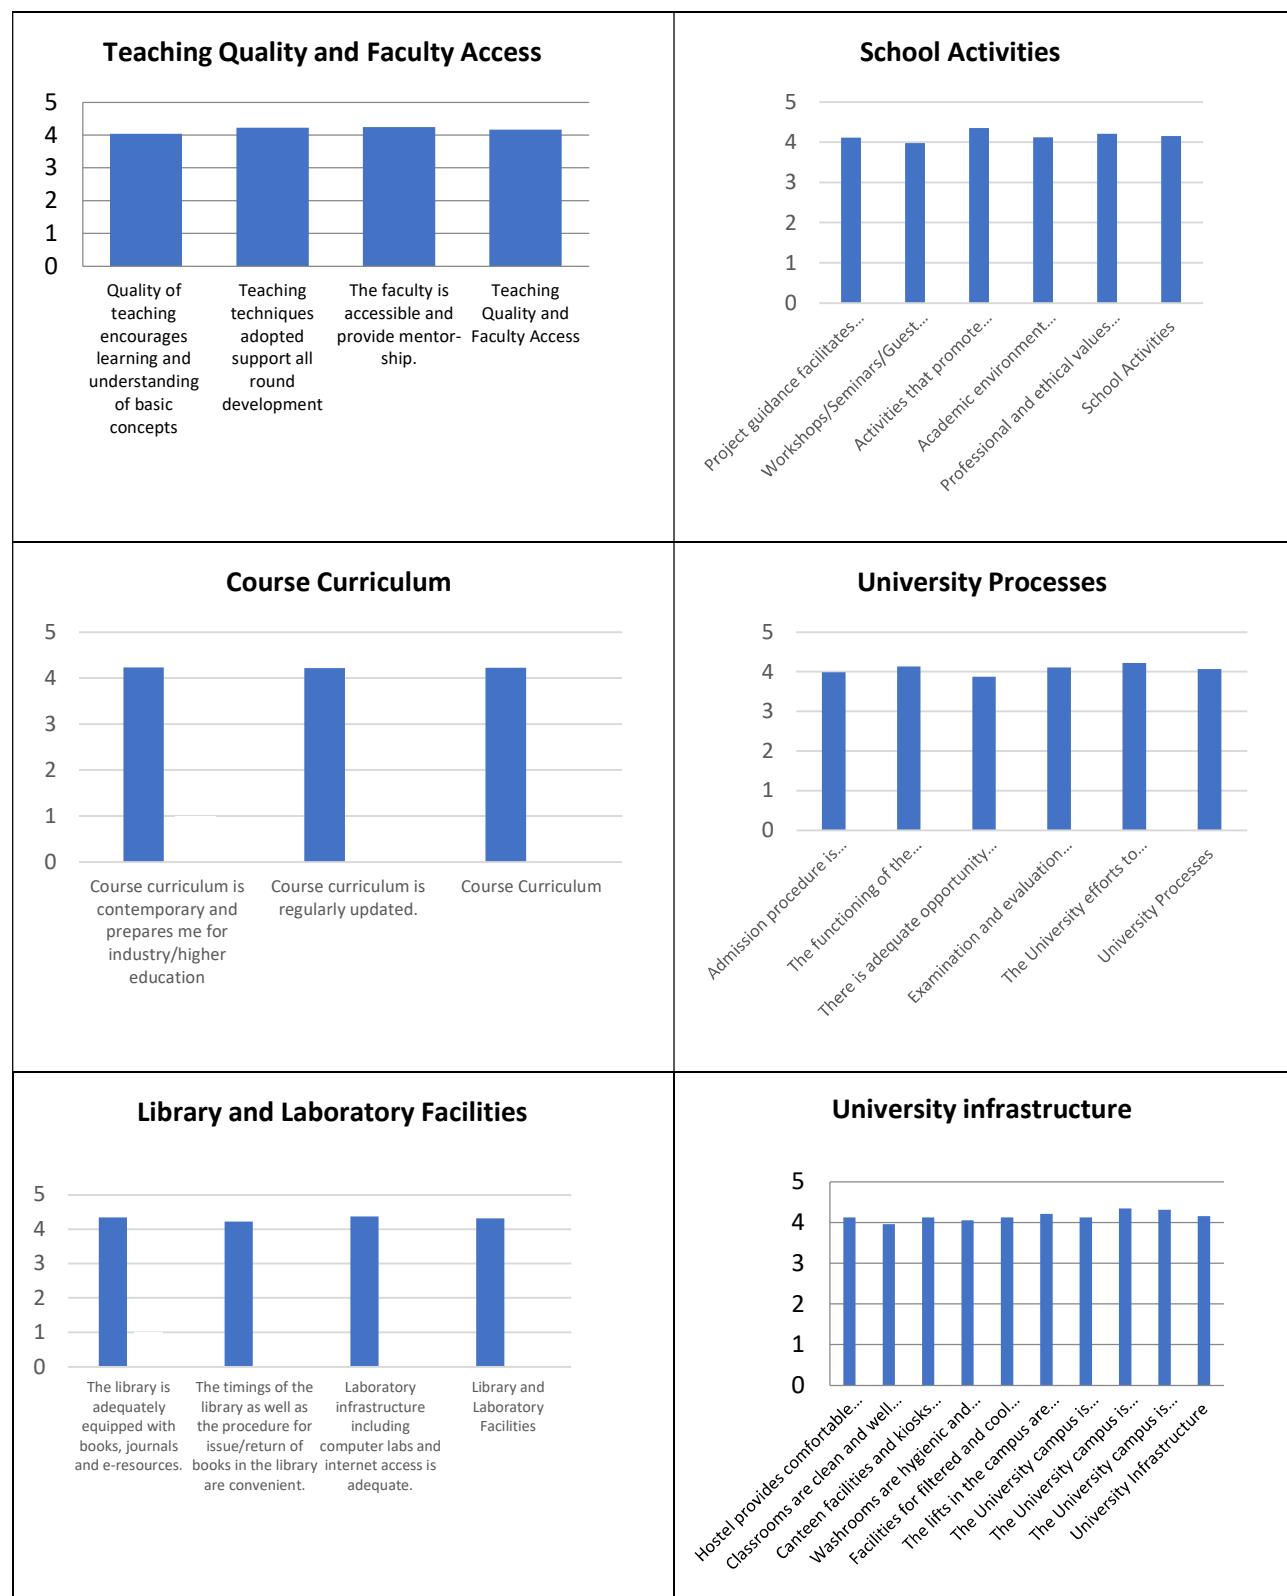 Teaching Quality and Faculty Access
5
4
3
2
1
0
Quality of
teaching
encourages
learning and
understanding
of basic
concepts
Teaching
techniques
adopted
support all
round
development
The faculty is
accessible and
provide mentor-
ship.
Teaching
Quality and
Faculty Access
School Activities
5
4
3
2
1
0
Project guidance facilitates...
Workshops/Seminars/Guest...
Activities that promote...
Academic environment...
Professional and ethical values...
School Activities
Course Curriculum
5
4
3
2
1
0
Course curriculum is
contemporary and
prepares me for
industry/higher
education
Course curriculum is
regularly updated.
Course Curriculum
University Processes
5
4
3
2
1
0
Admission procedure is...
The functioning of the...
There is adequate opportunity...
Examination and evaluation...
The University efforts to...
University Processes
Library and Laboratory Facilities
5
4
3
2
1
0
The library is
adequately
equipped with
books, journals
and e-resources.
The timings of the
library as well as
the procedure for
issue/return of
books in the library
are convenient.
Laboratory
infrastructure
including
computer labs and
internet access is
adequate.
Library and
Laboratory
Facilities
University infrastructure
5
4
3
2
1
0
Hostel provides comfortable...
Classrooms are clean and well...
Canteen facilities and kiosks...
Washrooms are hygienic and...
Facilities for filtered and cool...
The lifts in the campus are...
The University campus is...
The University campus is...
The University campus is...
University Infrastructure